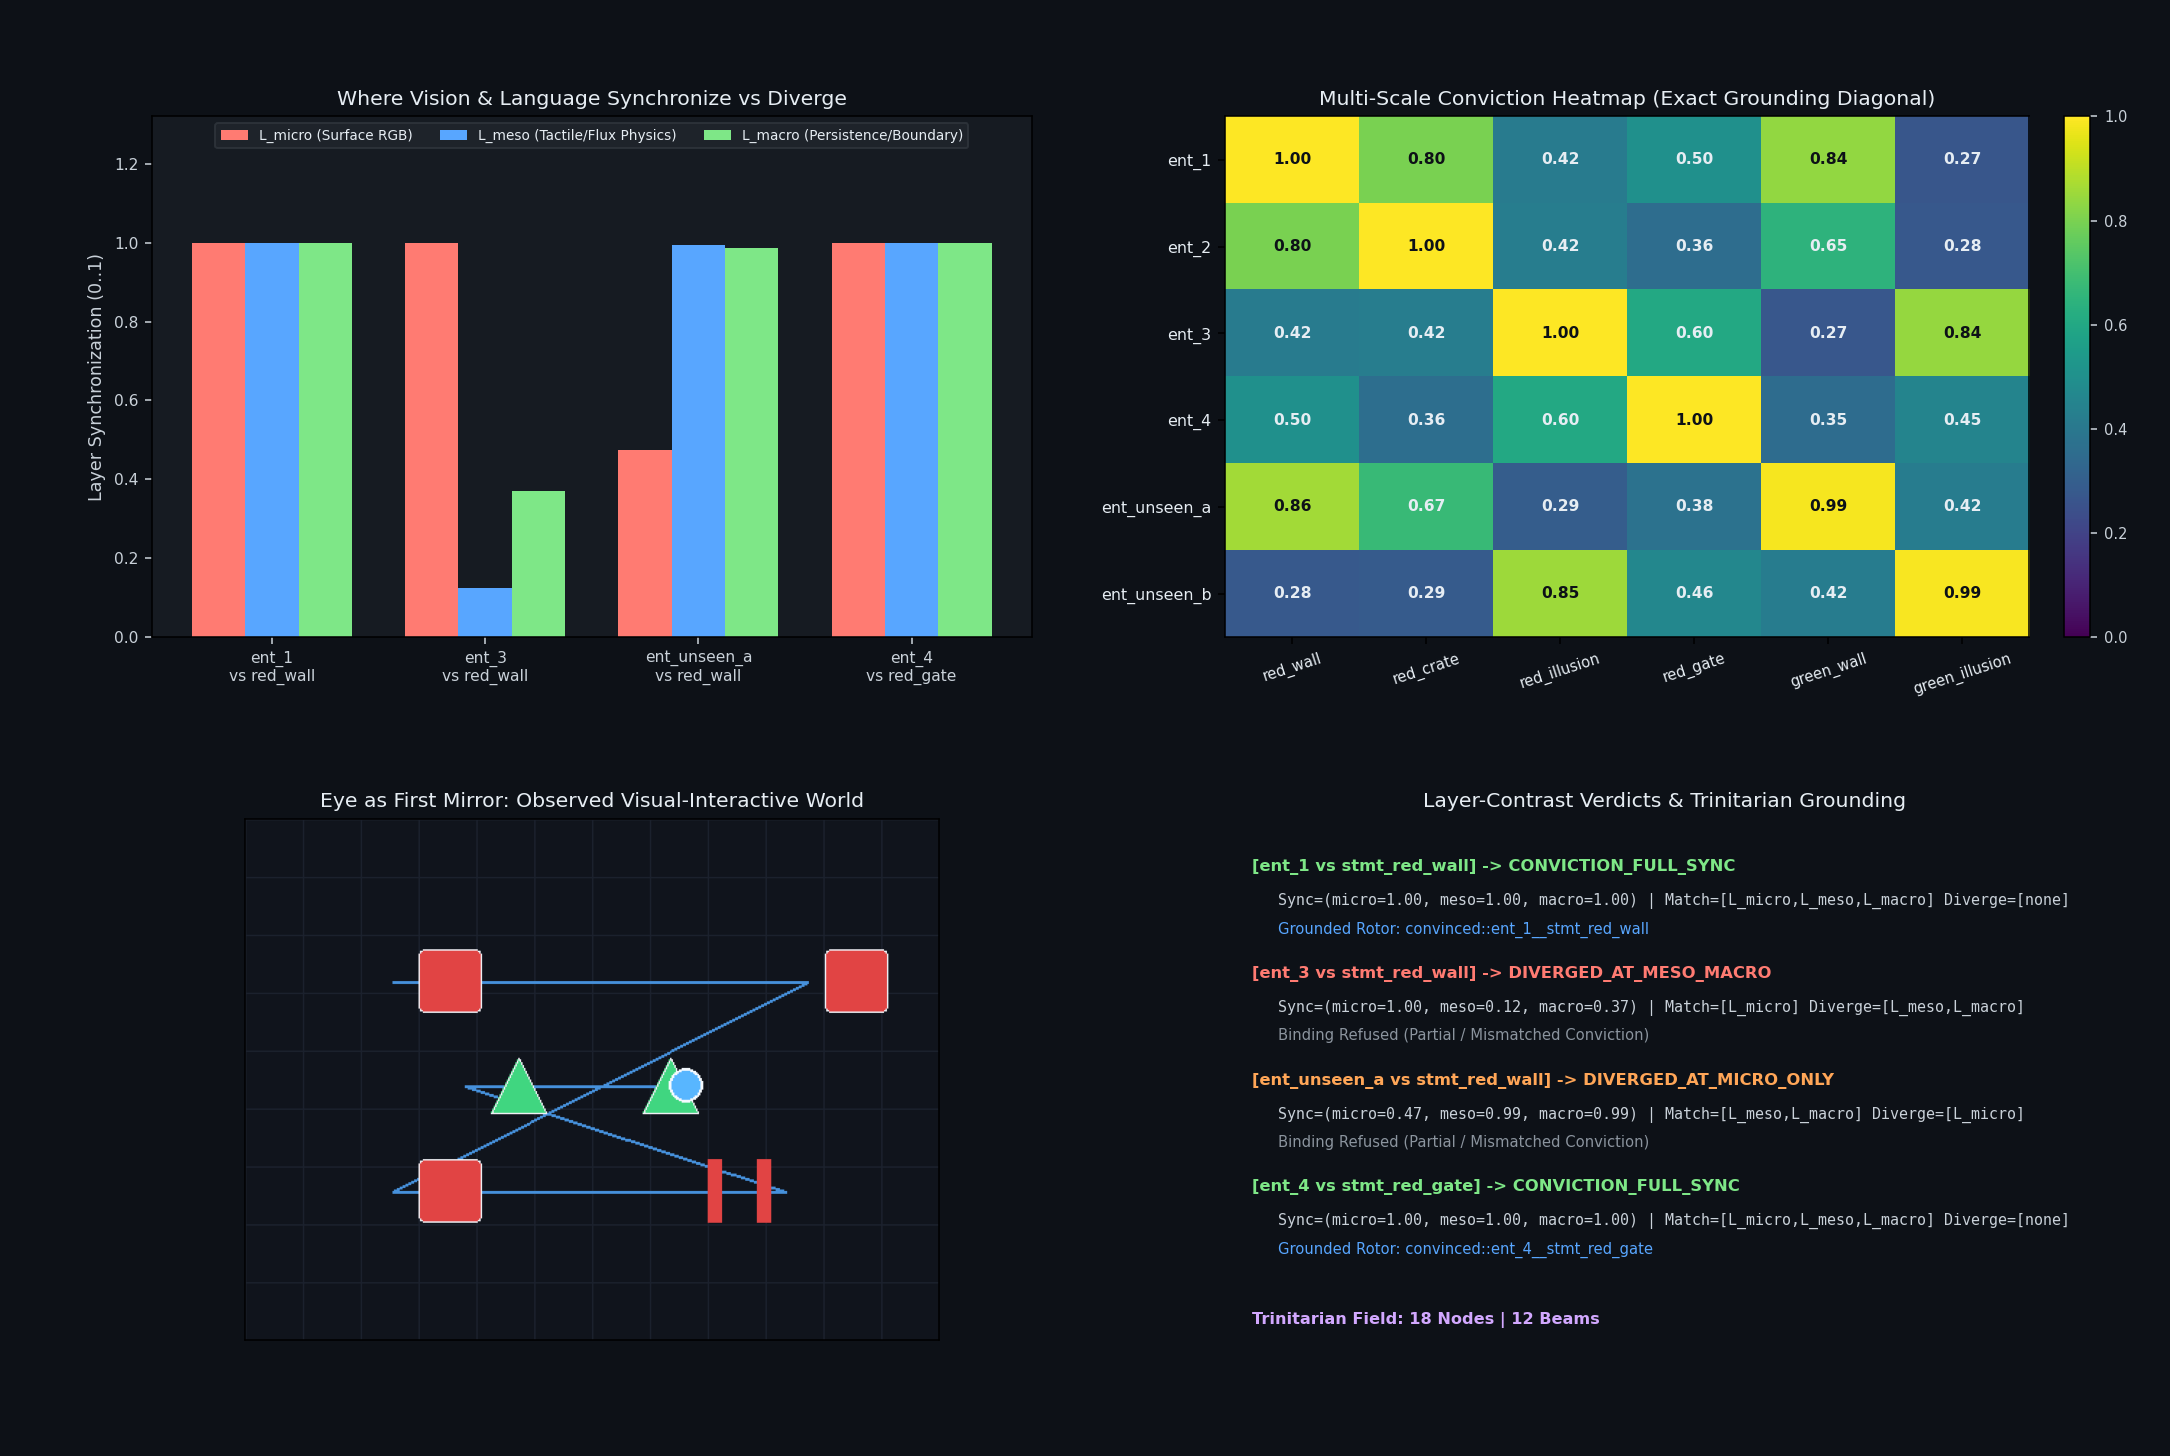 Where Vision & Language Synchronize vs Diverge
L_micro (Surface RGB) L_meso (Tactile/Flux Physics) L_macro (Persistence/Boundary)
Layer Synchronization (0..1)
1.2
1.0
0.8
0.6
0.4
0.2
0.0
ent_1 ent_3 ent_unseen_a ent_4
vs red_wall vs red_wall vs red_wall vs red_gate
Multi-Scale Conviction Heatmap (Exact Grounding Diagonal)
ent_1 1.00 0.80 0.42 0.50 0.84 0.27
ent_2 0.80 1.00 0.42 0.36 0.65 0.28
ent_3 0.42 0.42 1.00 0.60 0.27 0.84
ent_4 0.50 0.36 0.60 1.00 0.35 0.45
ent_unseen_a 0.86 0.67 0.29 0.38 0.99 0.42
ent_unseen_b 0.28 0.29 0.85 0.46 0.42 0.99
red_wall red_crate red_illusion red_gate green_wall green_illusion
1.0
0.8
0.6
0.4
0.2
0.0
Eye as First Mirror: Observed Visual-Interactive World
Layer-Contrast Verdicts & Trinitarian Grounding
[ent_1 vs stmt_red_wall] -> CONVICTION_FULL_SYNC
Sync=(micro=1.00, meso=1.00, macro=1.00) | Match=[L_micro,L_meso,L_macro] Diverge=[none]
Grounded Rotor: convinced::ent_1__stmt_red_wall
[ent_3 vs stmt_red_wall] -> DIVERGED_AT_MESO_MACRO
Sync=(micro=1.00, meso=0.12, macro=0.37) | Match=[L_micro] Diverge=[L_meso,L_macro]
Binding Refused (Partial / Mismatched Conviction)
[ent_unseen_a vs stmt_red_wall] -> DIVERGED_AT_MICRO_ONLY
Sync=(micro=0.47, meso=0.99, macro=0.99) | Match=[L_meso,L_macro] Diverge=[L_micro]
Binding Refused (Partial / Mismatched Conviction)
[ent_4 vs stmt_red_gate] -> CONVICTION_FULL_SYNC
Sync=(micro=1.00, meso=1.00, macro=1.00) | Match=[L_micro,L_meso,L_macro] Diverge=[none]
Grounded Rotor: convinced::ent_4__stmt_red_gate
Trinitarian Field: 18 Nodes | 12 Beams